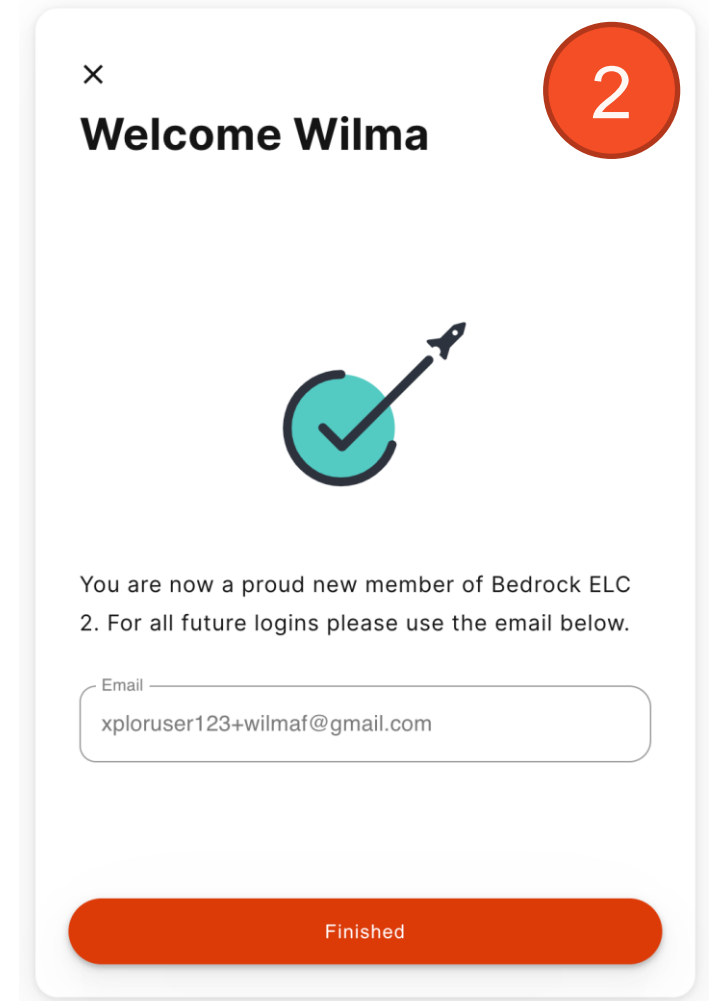 2
Welcome Wilma
You are now a proud new member of Bedrock ELC
2. For all future logins please use the email below.
Email
xploruser123+wilmaf@gmail.com
Finished